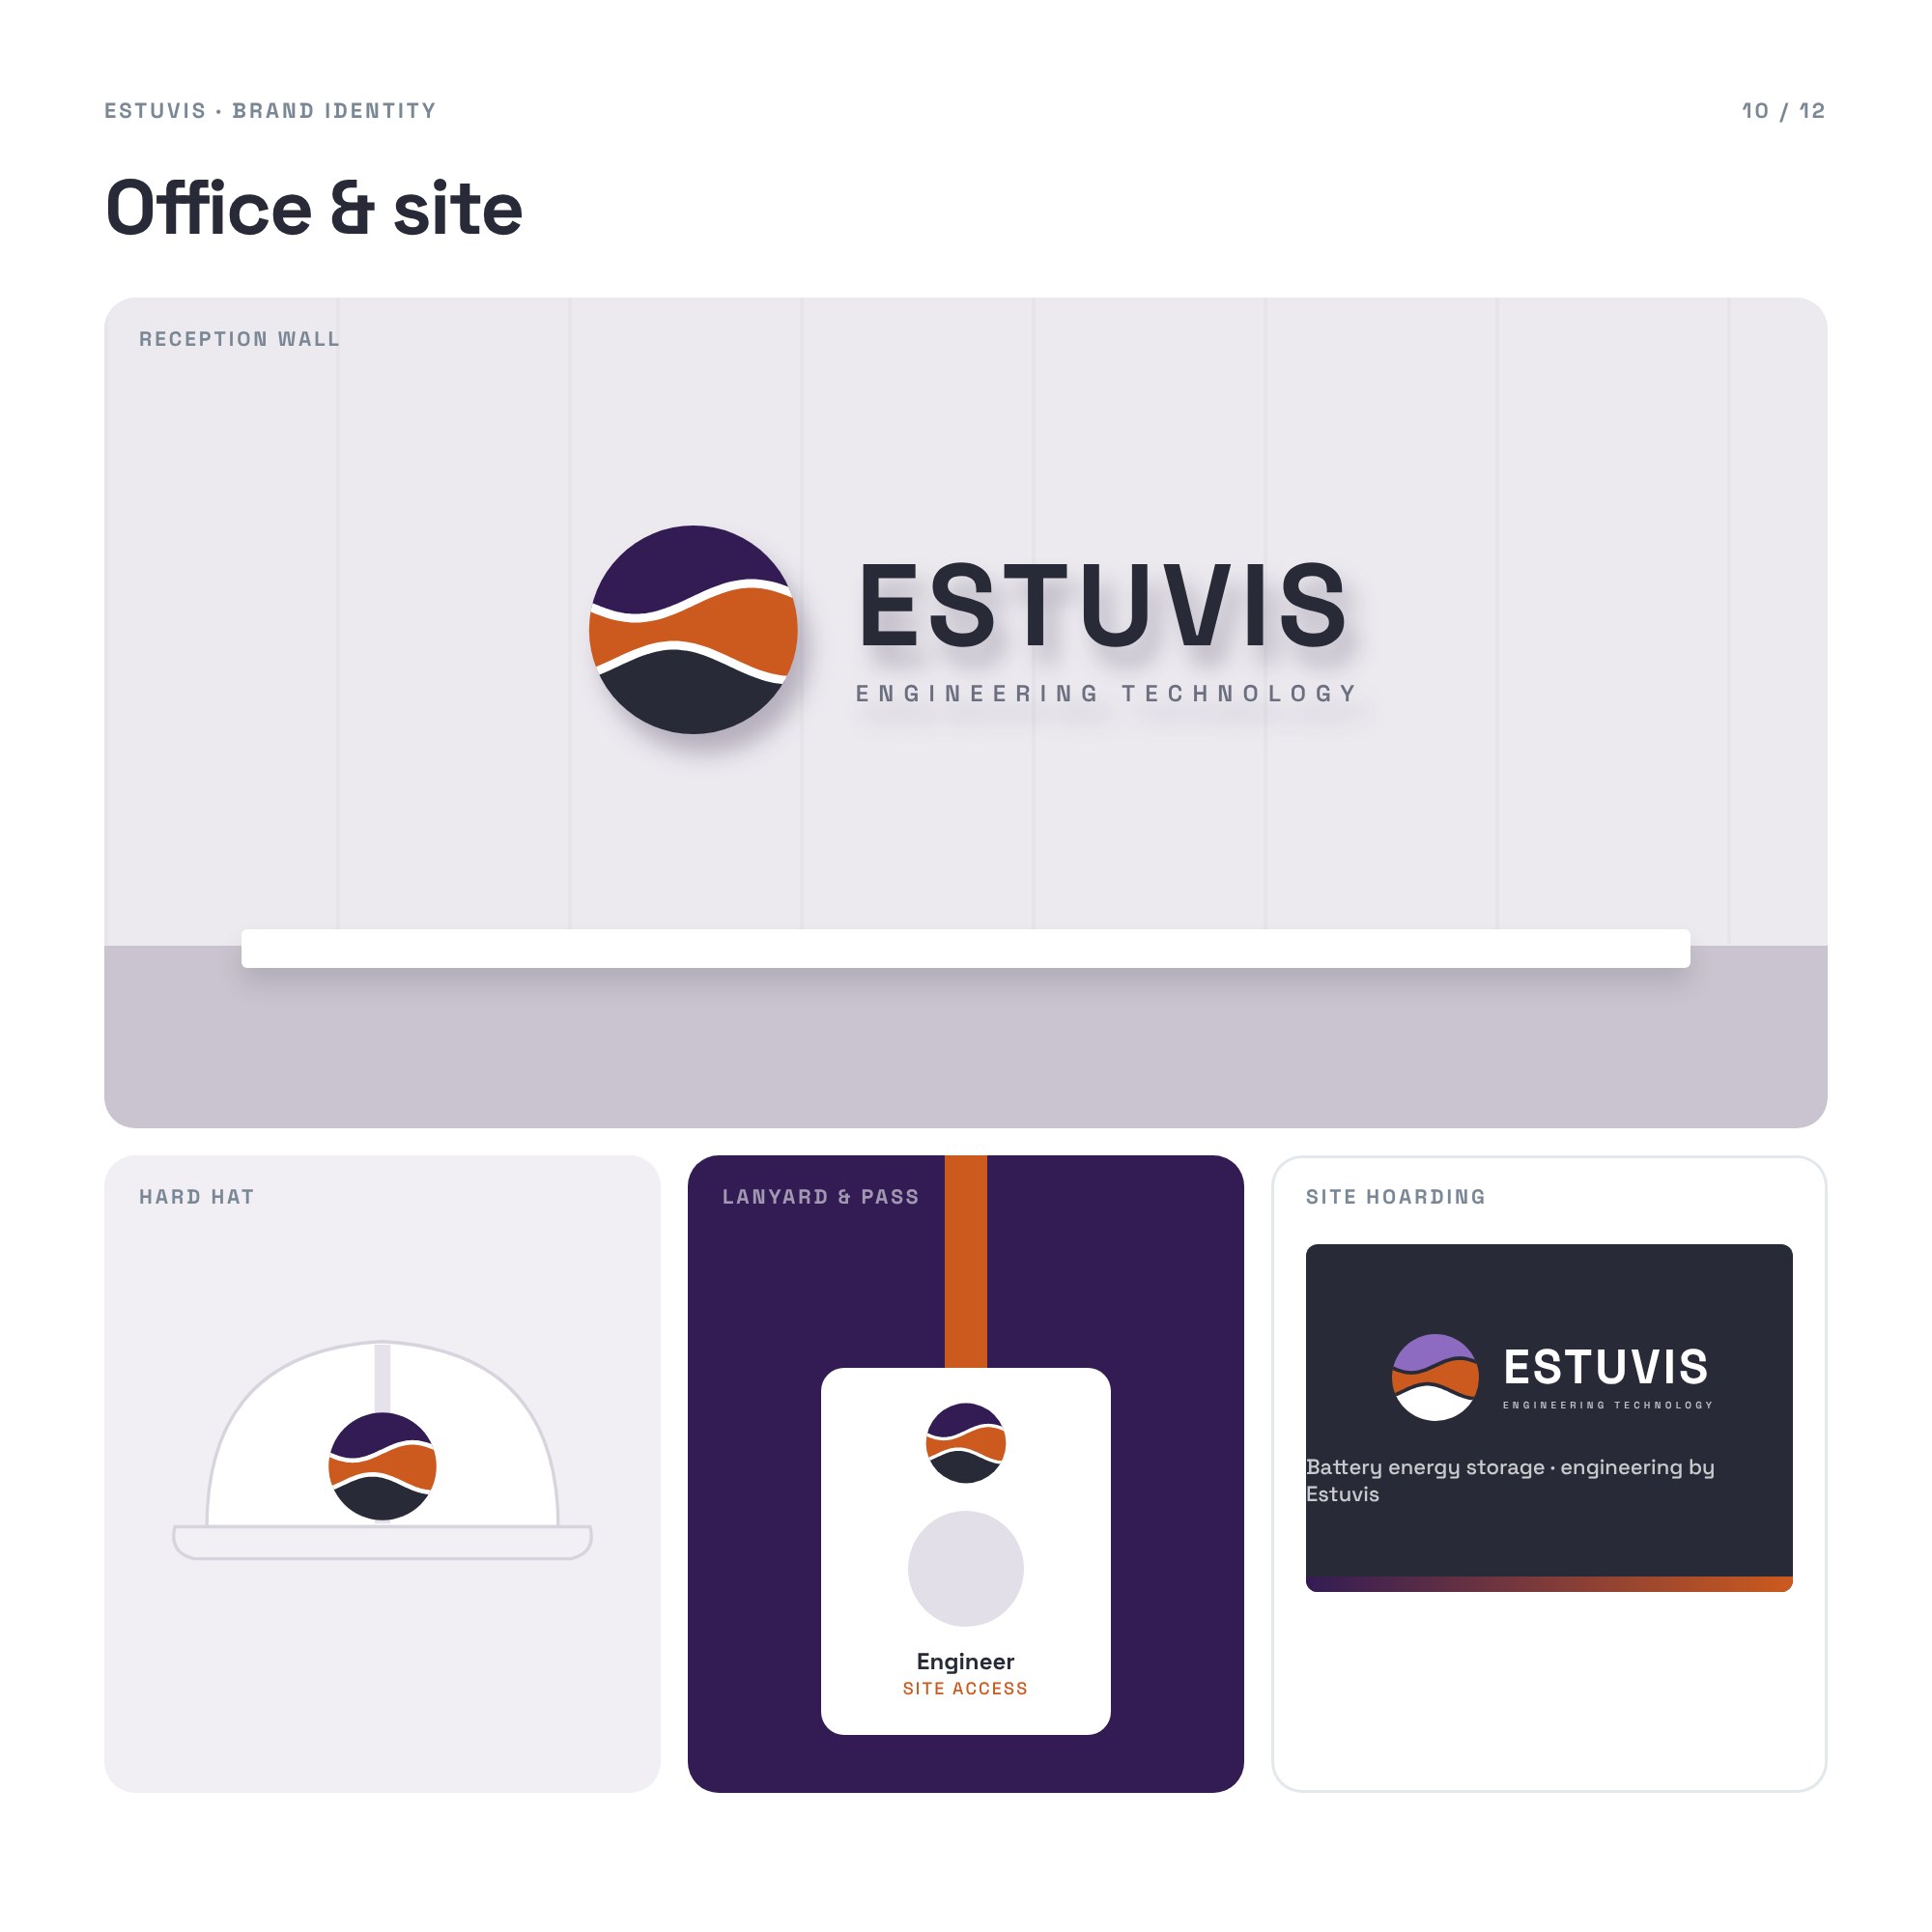 ESTUVIS · BRAND IDENTITY
10 / 12
Office & site
RECEPTION WALL
ESTUVIS
ENGINEERING TECHNOLOGY
HARD HAT
LANYARD & PASS
Engineer
SITE ACCESS
SITE HOARDING
ESTUVIS
ENGINEERING TECHNOLOGY
Battery energy storage · engineering by
Estuvis